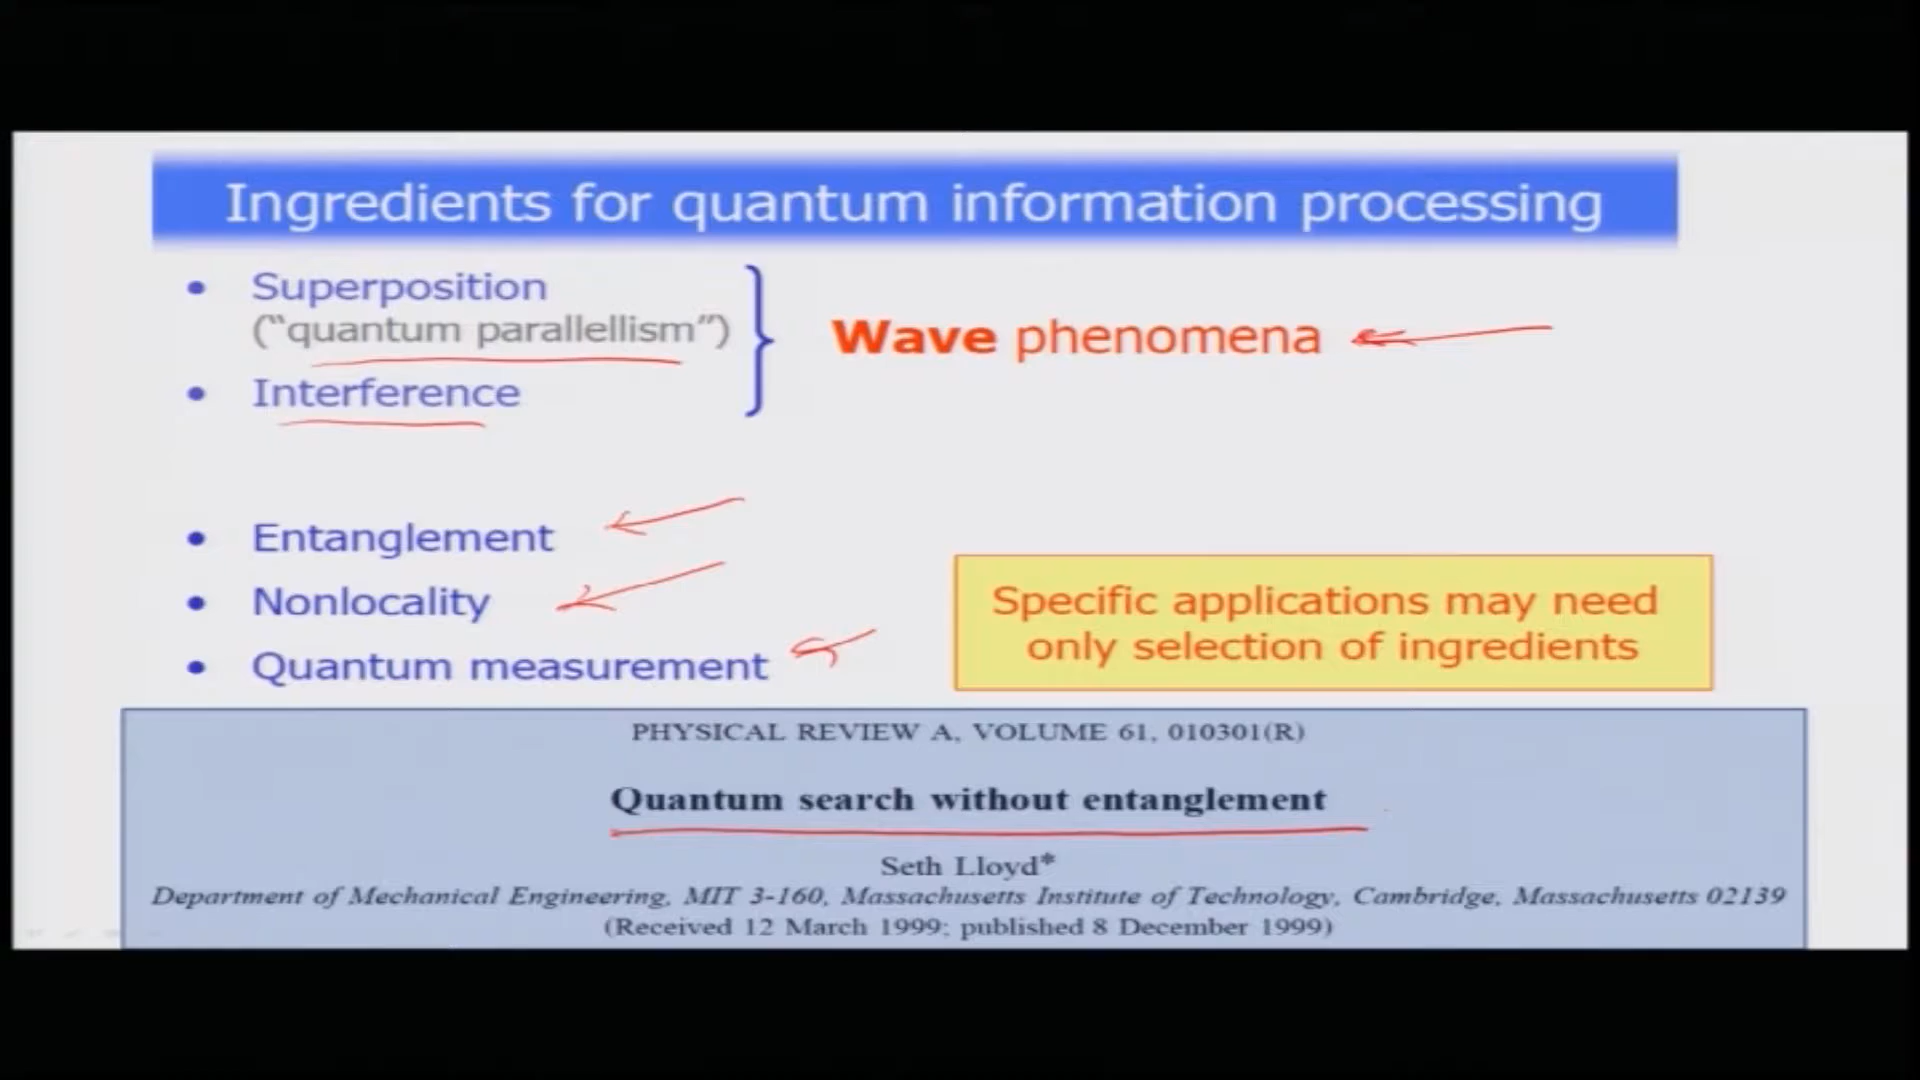 Ingredients for quantum information processing
• Superposition
("quantum parallellism")
• Interference
Wave phenomena
• Entanglement
• Nonlocality
• Quantum measurement
Specific applications may need
only selection of ingredients
PHYSICAL REVIEW A, VOLUME 61, 010301(R)
Quantum search without entanglement
Seth Lloyd*
Department of Mechanical Engineering, MIT 3-160, Massachusetts Institute of Technology, Cambridge, Massachusetts 02139
(Received 12 March 1999; published 8 December 1999)